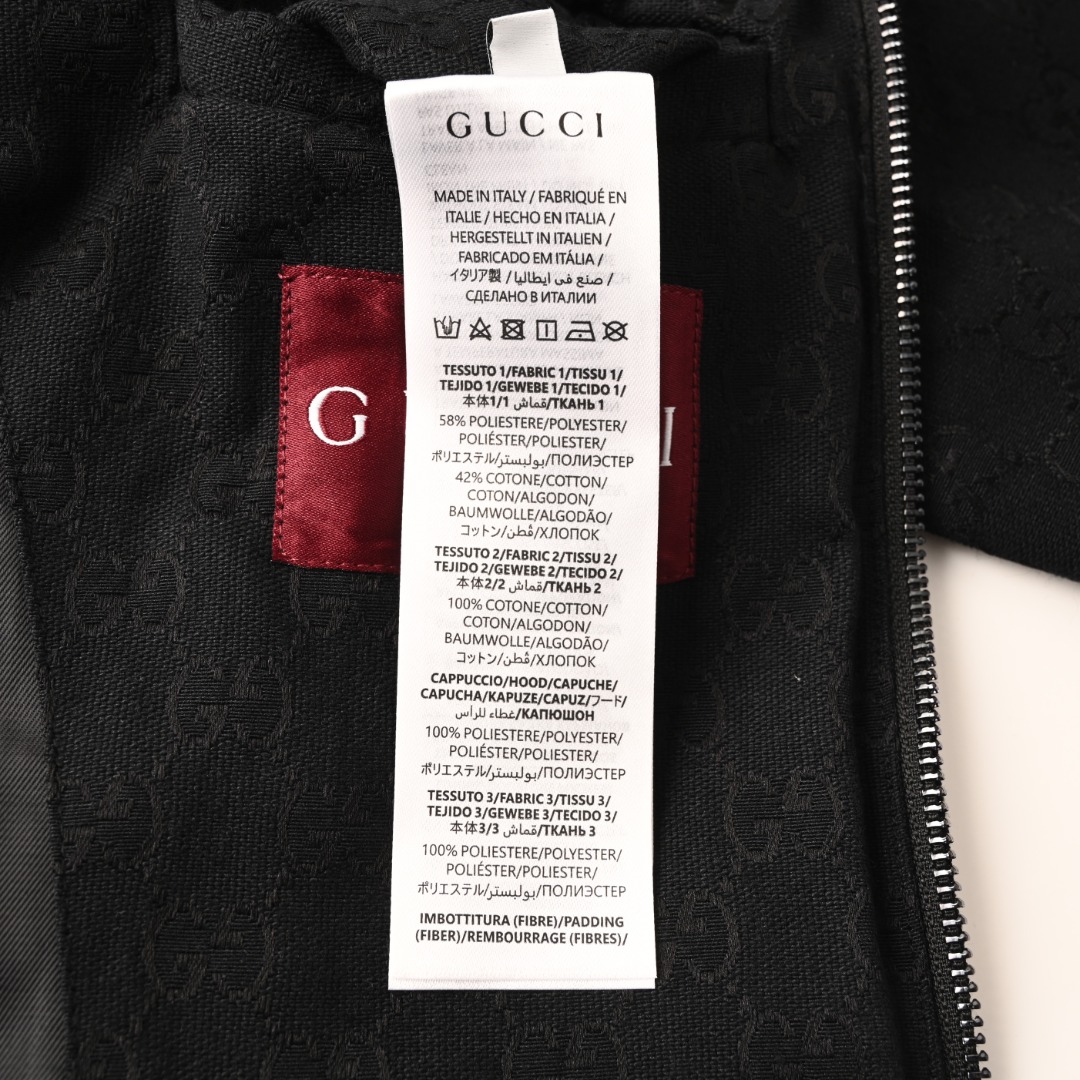 GUCCI
MADE IN ITALY / FABRIQUÉ EN
ITALIE / HECHO EN ITALIA /
HERGESTELLT IN ITALIEN /
FABRICADO EM ITÁLIA /
イタリア製 / صنع فى ايطاليا /
СДЕЛАНО В ИТАЛИИ
TESSUTO 1/FABRIC 1/TISSU 1/
TEJIDO 1/GEWEBE 1/TECIDO 1/
本体1/1 قماش/ТКАНЬ 1
58% POLIESTERE/POLYESTER/
POLIÉSTER/POLIESTER/
ポリエステル/بوليستر/ПОЛИЭСТЕР
42% COTONE/COTTON/
COTON/ALGODON/
BAUMWOLLE/ALGODÃO/
コットン/قُطن/ХЛОПОК
TESSUTO 2/FABRIC 2/TISSU 2/
TEJIDO 2/GEWEBE 2/TECIDO 2/
本体2/2 قماش/ТКАНЬ 2
100% COTONE/COTTON/
COTON/ALGODON/
BAUMWOLLE/ALGODÃO/
コットン/قُطن/ХЛОПОК
CAPPUCCIO/HOOD/CAPUCHE/
CAPUCHA/KAPUZE/CAPUZ/フード/
غطاء للرأس/КАПЮШОН
100% POLIESTERE/POLYESTER/
POLIÉSTER/POLIESTER/
ポリエステル/بوليستر/ПОЛИЭСТЕР
TESSUTO 3/FABRIC 3/TISSU 3/
TEJIDO 3/GEWEBE 3/TECIDO 3/
本体3/3 قماش/ТКАНЬ 3
100% POLIESTERE/POLYESTER/
POLIÉSTER/POLIESTER/
ポリエステル/بوليستر/ПОЛИЭСТЕР
IMBOTTITURA (FIBRE)/PADDING
(FIBER)/REMBOURRAGE (FIBRES)/
G I